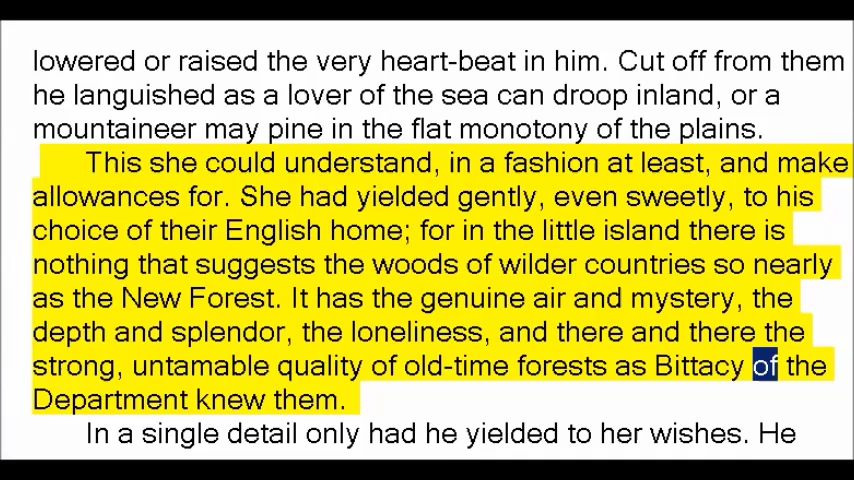 lowered or raised the very heart-beat in him. Cut off from them
he languished as a lover of the sea can droop inland, or a
mountaineer may pine in the flat monotony of the plains.
This she could understand, in a fashion at least, and make
allowances for. She had yielded gently, even sweetly, to his
choice of their English home; for in the little island there is
nothing that suggests the woods of wilder countries so nearly
as the New Forest. It has the genuine air and mystery, the
depth and splendor, the loneliness, and there and there the
strong, untamable quality of old-time forests as Bittacy of the
Department knew them.
In a single detail only had he yielded to her wishes. He